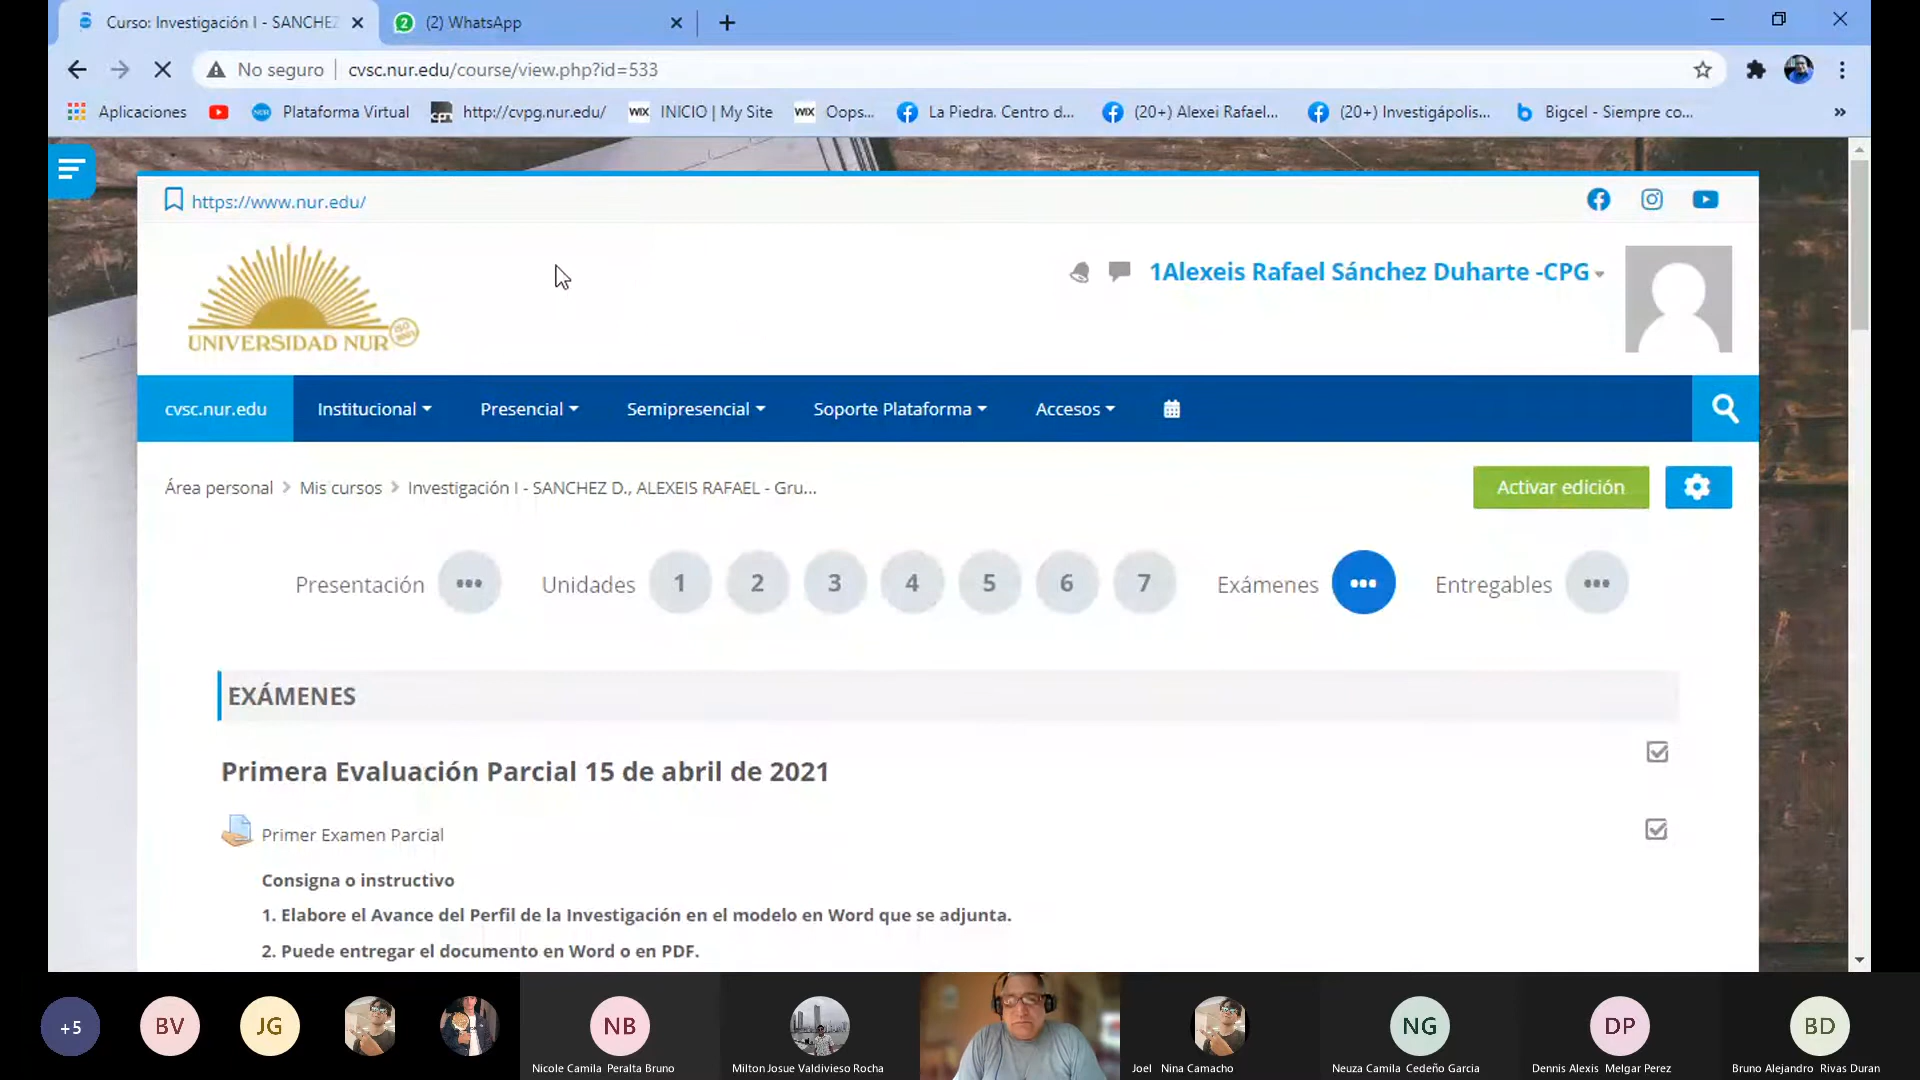 Curso: Investigación I - SANCHEZ
(2) WhatsApp
No seguro
cvsc.nur.edu/course/view.php?id=533
Aplicaciones
Plataforma Virtual
http://cvpg.nur.edu/
WIX INICIO | My Site
WIX Oops...
La Piedra. Centro d...
(20+) Alexei Rafael...
(20+) Investigápolis...
Bigcel - Siempre co...
https://www.nur.edu/
UNIVERSIDAD NUR
1Alexeis Rafael Sánchez Duharte -CPG
cvsc.nur.edu
Institucional
Presencial
Semipresencial
Soporte Plataforma
Accesos
Área personal > Mis cursos > Investigación I - SANCHEZ D., ALEXEIS RAFAEL - Gru...
Activar edición
Presentación
Unidades 1 2 3 4 5 6 7
Exámenes
Entregables
EXÁMENES
Primera Evaluación Parcial 15 de abril de 2021
Primer Examen Parcial
Consigna o instructivo
1. Elabore el Avance del Perfil de la Investigación en el modelo en Word que se adjunta.
2. Puede entregar el documento en Word o en PDF.
+5
BV
JG
NB
NG
DP
BD
Nicole Camila Peralta Bruno
Milton Josue Valdivieso Rocha
Joel Nina Camacho
Neuza Camila Cedeño Garcia
Dennis Alexis Melgar Perez
Bruno Alejandro Rivas Duran